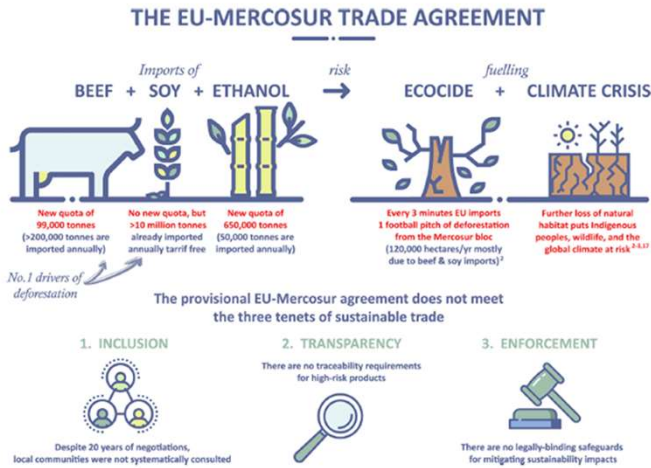 THE EU-MERCOSUR TRADE AGREEMENT
Imports of
risk
fuelling
BEEF + SOY + ETHANOL → ECOCIDE + CLIMATE CRISIS
New quota of
99,000 tonnes
(>200,000 tonnes are
imported annually)
No new quota, but
>10 million tonnes
already imported
annually tarrif free
New quota of
650,000 tonnes
(50,000 tonnes are
imported annually)
Every 3 minutes EU imports
1 football pitch of deforestation
from the Mercosur bloc
(120,000 hectares/yr mostly
due to beef & soy imports)²
Further loss of natural
habitat puts Indigenous
peoples, wildlife, and the
global climate at risk
No.1 drivers of
deforestation
The provisional EU-Mercosur agreement does not meet
the three tenets of sustainable trade
1. INCLUSION
Despite 20 years of negotiations,
local communities were not systematically consulted
2. TRANSPARENCY
There are no traceability requirements
for high-risk products
3. ENFORCEMENT
There are no legally-binding safeguards
for mitigating sustainability impacts